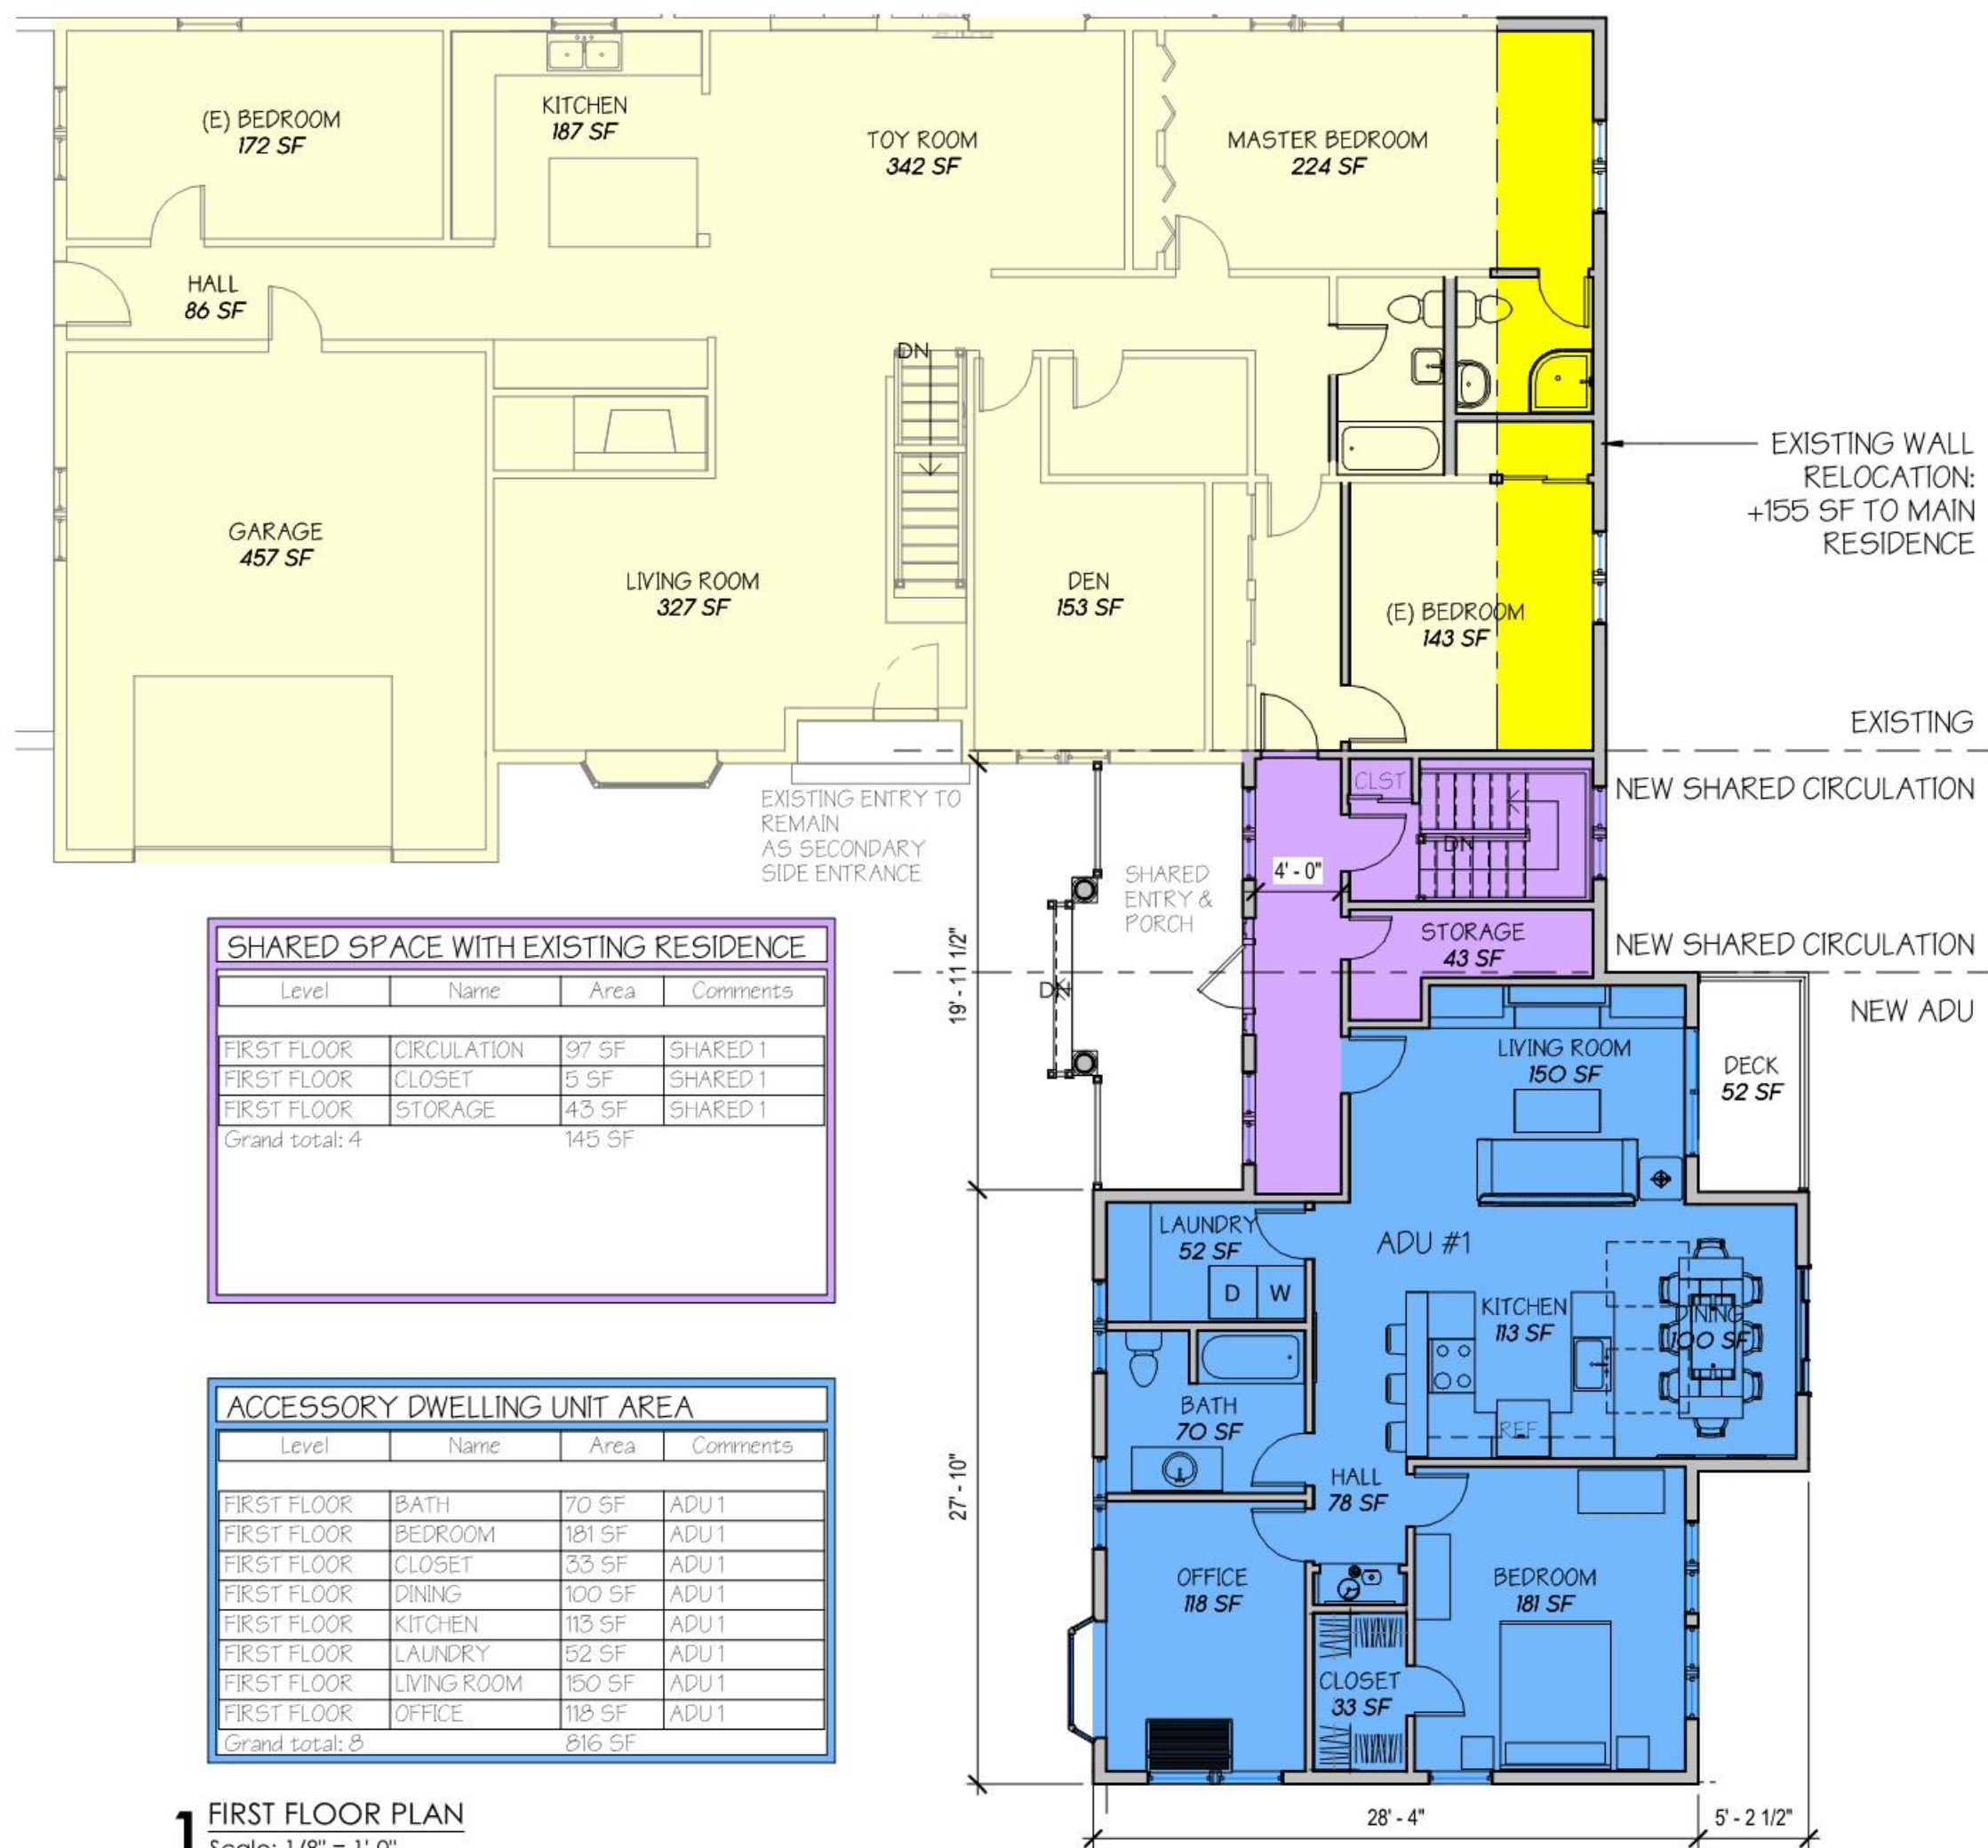 (E) BEDROOM
172 SF
KITCHEN
187 SF
TOY ROOM
342 SF
MASTER BEDROOM
224 SF
HALL
86 SF
DN
GARAGE
457 SF
LIVING ROOM
327 SF
DEN
153 SF
(E) BEDROOM
143 SF
EXISTING WALL
RELOCATION:
+155 SF TO MAIN
RESIDENCE
EXISTING
NEW SHARED CIRCULATION
EXISTING ENTRY TO
REMAIN
AS SECONDARY
SIDE ENTRANCE
SHARED
ENTRY &
PORCH
CLST
DN
4' - 0"
STORAGE
43 SF
NEW SHARED CIRCULATION
NEW ADU
DN
19' - 11 1/2"
SHARED SPACE WITH EXISTING RESIDENCE
Level Name Area Comments
FIRST FLOOR CIRCULATION 97 SF SHARED 1
FIRST FLOOR CLOSET 5 SF SHARED 1
FIRST FLOOR STORAGE 43 SF SHARED 1
Grand total: 4 145 SF
LIVING ROOM
150 SF
DECK
52 SF
LAUNDRY
52 SF
D W
ADU #1
KITCHEN
113 SF
DINING
100 SF
REF.
BATH
70 SF
HALL
78 SF
27' - 10"
OFFICE
118 SF
BEDROOM
181 SF
CLOSET
33 SF
ACCESSORY DWELLING UNIT AREA
Level Name Area Comments
FIRST FLOOR BATH 70 SF ADU 1
FIRST FLOOR BEDROOM 181 SF ADU 1
FIRST FLOOR CLOSET 33 SF ADU 1
FIRST FLOOR DINING 100 SF ADU 1
FIRST FLOOR KITCHEN 113 SF ADU 1
FIRST FLOOR LAUNDRY 52 SF ADU 1
FIRST FLOOR LIVING ROOM 150 SF ADU 1
FIRST FLOOR OFFICE 118 SF ADU 1
Grand total: 8 816 SF
28' - 4"
5' - 2 1/2"
1 FIRST FLOOR PLAN
Scale: 1/8" = 1'-0"